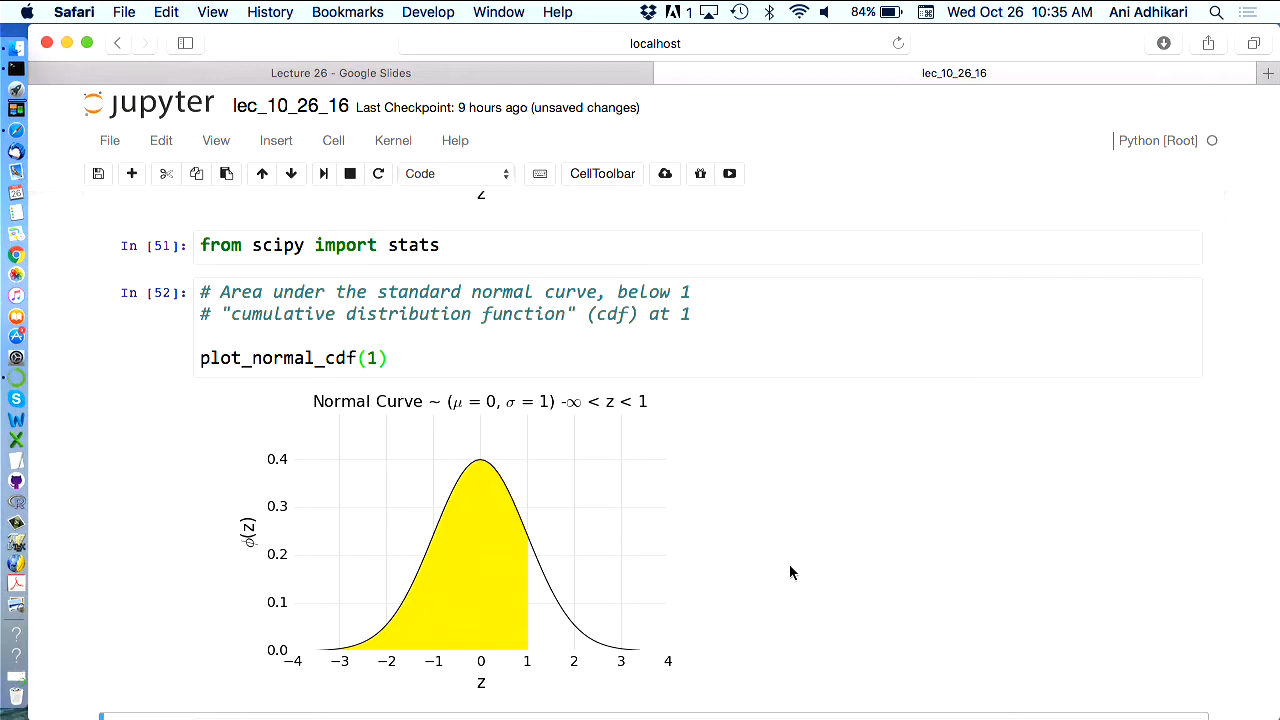 Safari File Edit View History Bookmarks Develop Window Help 1 84% Wed Oct 26 10:35 AM Ani Adhikari
localhost
Lecture 26 - Google Slides lec_10_26_16
jupyter lec_10_26_16 Last Checkpoint: 9 hours ago (unsaved changes)
File Edit View Insert Cell Kernel Help Python [Root]
Code CellToolbar
z
In [51]: from scipy import stats
In [52]: # Area under the standard normal curve, below 1
# "cumulative distribution function" (cdf) at 1
plot_normal_cdf(1)
Normal Curve ~ (μ = 0, σ = 1) -∞ < z < 1
0.4
0.3
ϕ(z)
0.2
0.1
0.0
−4 −3 −2 −1 0 1 2 3 4
z